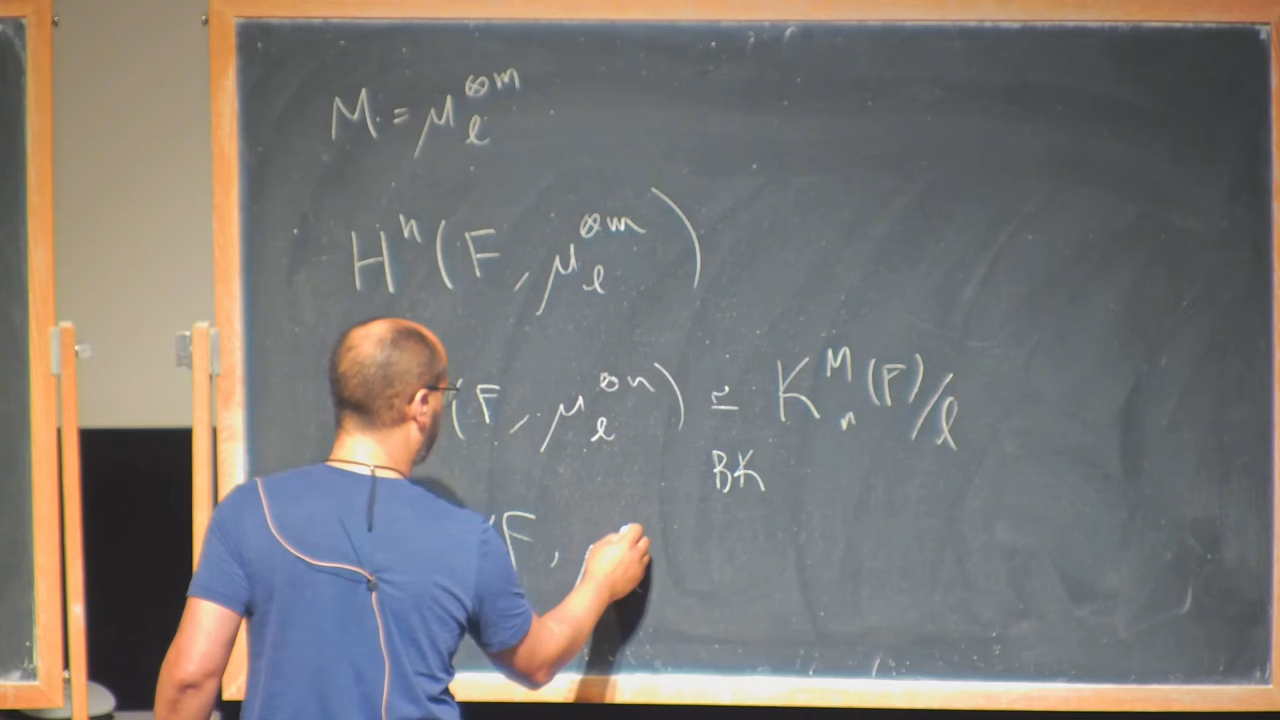 M = μ_ℓ^{⊗m}
H^n(F, μ_ℓ^{⊗m})
(F, μ_ℓ^{⊗n}) ≃ K_n^M(F)/ℓ
BK
(F,